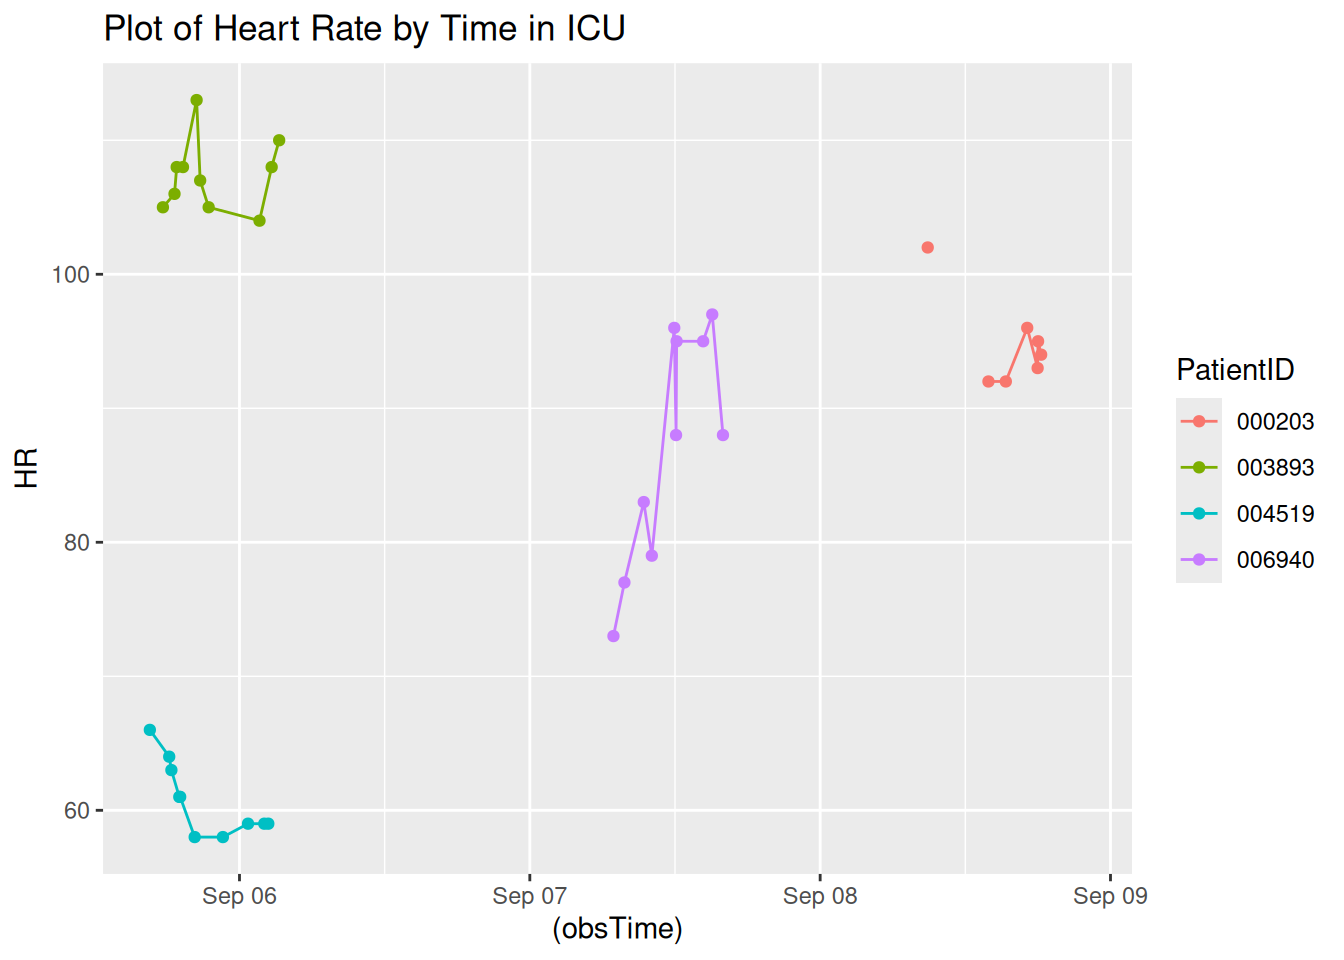 Plot of Heart Rate by Time in ICU
HR
100
80
60
Sep 06
Sep 07
Sep 08
Sep 09
(obsTime)
PatientID
000203
003893
004519
006940